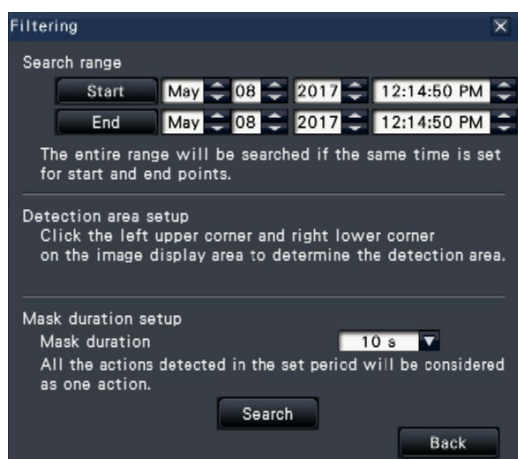 Filtering
Search range
Start May 08 2017 12:14:50 PM
End May 08 2017 12:14:50 PM
The entire range will be searched if the same time is set
for start and end points.
Detection area setup
Click the left upper corner and right lower corner
on the image display area to determine the detection area.
Mask duration setup
Mask duration 10 s
All the actions detected in the set period will be considered
as one action.
Search
Back